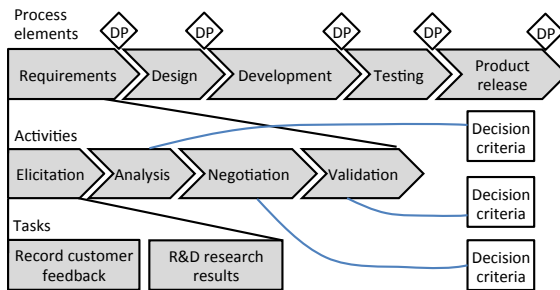 Process
elements
DP DP DP DP DP
Requirements Design Development Testing Product
release
Activities
Decision
criteria
Elicitation Analysis Negotiation Validation
Decision
criteria
Tasks
Record customer
feedback
R&D research
results
Decision
criteria